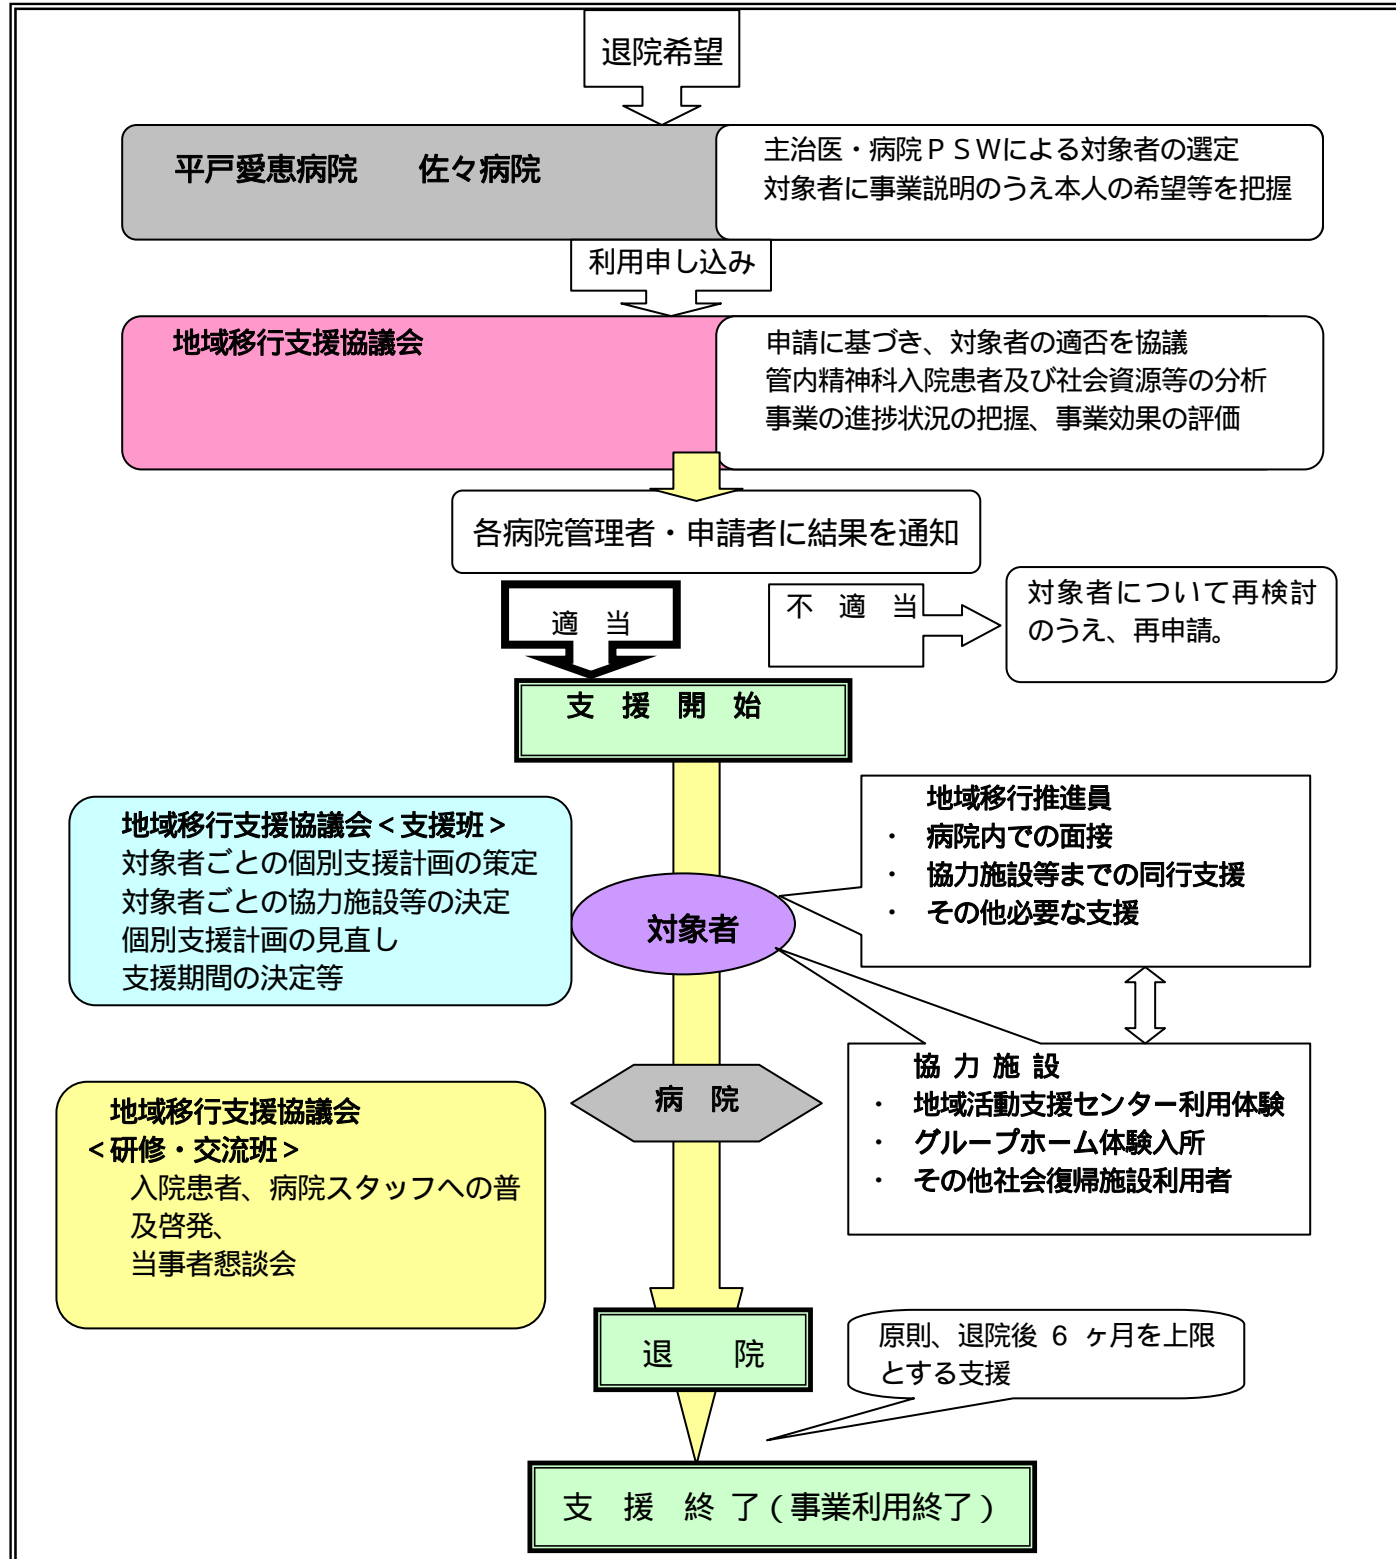 退院希望
平戸愛恵病院　　佐々病院
主治医・病院ＰＳＷによる対象者の選定
対象者に事業説明のうえ本人の希望等を把握
利用申し込み
地域移行支援協議会
申請に基づき、対象者の適否を協議
管内精神科入院患者及び社会資源等の分析
事業の進捗状況の把握、事業効果の評価
各病院管理者・申請者に結果を通知
適　当
不　適　当
対象者について再検討
のうえ、再申請。
支　援　開　始
地域移行支援協議会＜支援班＞
対象者ごとの個別支援計画の策定
対象者ごとの協力施設等の決定
個別支援計画の見直し
支援期間の決定等
地域移行推進員
・　病院内での面接
・　協力施設等までの同行支援
・　その他必要な支援
対象者
協 力 施 設
・　地域活動支援センター利用体験
・　グループホーム体験入所
・　その他社会復帰施設利用者
病　院
地域移行支援協議会
＜研修・交流班＞
入院患者、病院スタッフへの普
及啓発、
当事者懇談会
退　　院
原則、退院後 ６ ヶ月を上限
とする支援
支　援　終 了（事業利用終了）